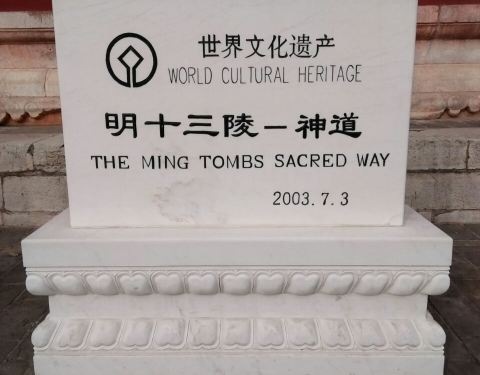 世界文化遗产
WORLD CULTURAL HERITAGE
明十三陵－神道
THE MING TOMBS SACRED WAY
2003.7.3